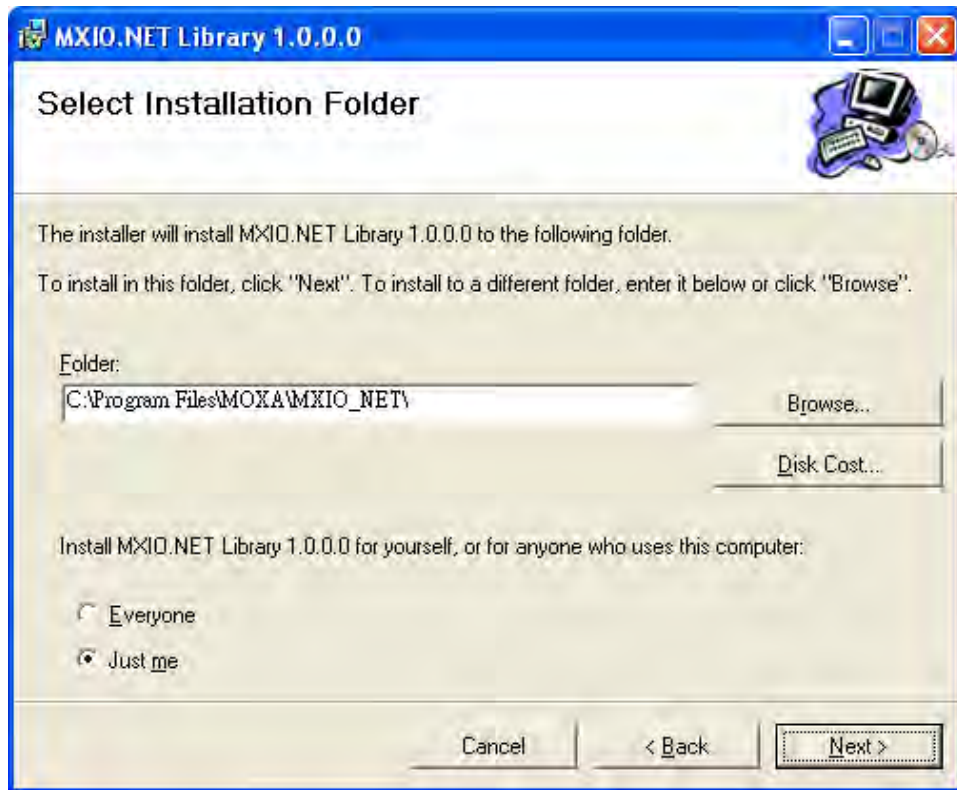 MXIO.NET Library 1.0.0.0
Select Installation Folder
The installer will install MXIO.NET Library 1.0.0.0 to the following folder.
To install in this folder, click "Next". To install to a different folder, enter it below or click "Browse".
Folder:
C:\Program Files\MOXA\MXIO_NET\
Browse...
Disk Cost...
Install MXIO.NET Library 1.0.0.0 for yourself, or for anyone who uses this computer:
Everyone
Just me
Cancel
< Back
Next >